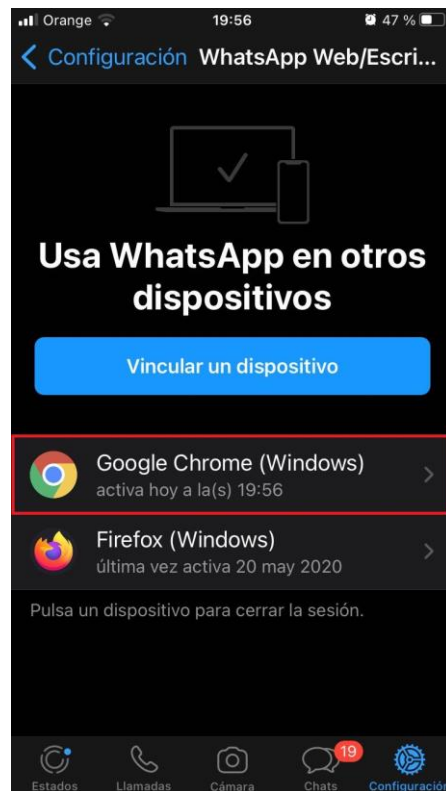 Orange 19:56 47 %
Configuración WhatsApp Web/Escri...
Usa WhatsApp en otros
dispositivos
Vincular un dispositivo
Google Chrome (Windows)
activa hoy a la(s) 19:56
Firefox (Windows)
última vez activa 20 may 2020
Pulsa un dispositivo para cerrar la sesión.
19
Estados Llamadas Cámara Chats Configuración